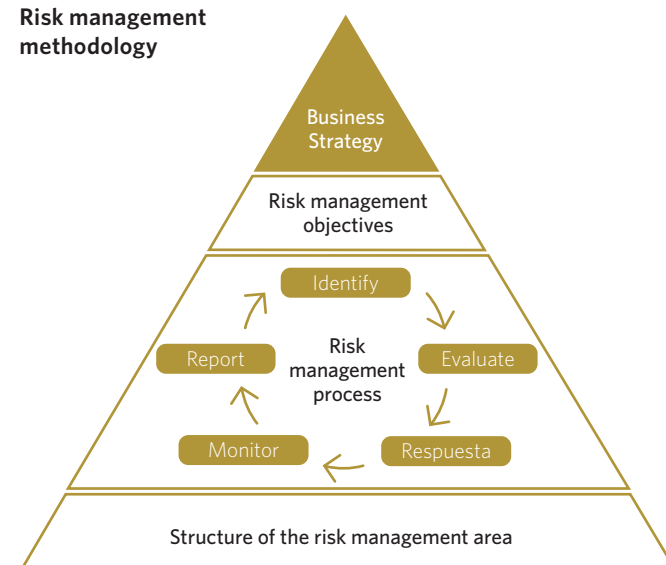 Risk management
methodology
Business
Strategy
Risk management
objectives
Identify
Report
Risk
management
process
Evaluate
Monitor
Respuesta
Structure of the risk management area